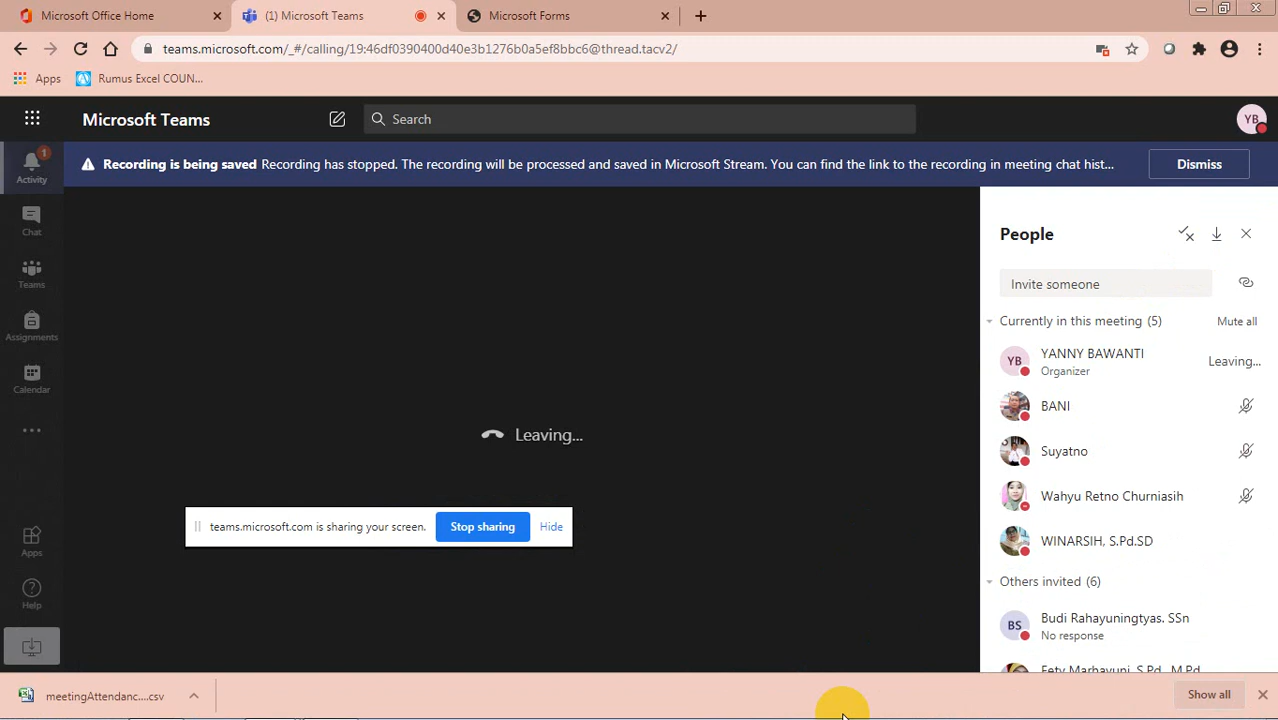 Microsoft Office Home
(1) Microsoft Teams
Microsoft Forms
teams.microsoft.com/_#/calling/19:46df0390400d40e3b1276b0a5ef8bbc6@thread.tacv2/
Apps
Rumus Excel COUN...
Microsoft Teams
Search
YB
1
Activity
Recording is being saved Recording has stopped. The recording will be processed and saved in Microsoft Stream. You can find the link to the recording in meeting chat hist...
Dismiss
Chat
Teams
Assignments
Calendar
Apps
Help
Leaving...
teams.microsoft.com is sharing your screen.
Stop sharing
Hide
People
Invite someone
Currently in this meeting (5)
Mute all
YB
YANNY BAWANTI
Organizer
Leaving...
BANI
Suyatno
Wahyu Retno Churniasih
WINARSIH, S.Pd.SD
Others invited (6)
BS
Budi Rahayuningtyas. SSn
No response
Fety Marhayuni, S.Pd., M.Pd
meetingAttendanc....csv
Show all